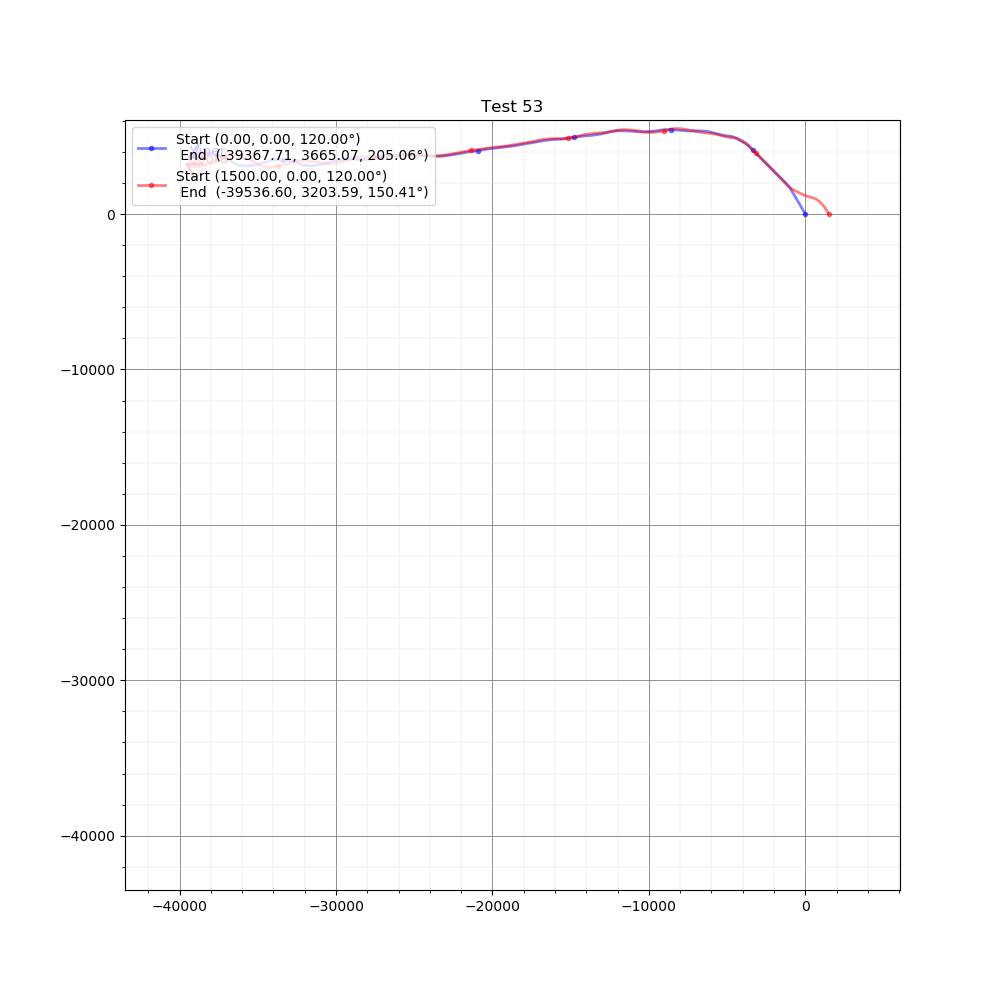 Test 53
Start (0.00, 0.00, 120.00°)
End (-39367.71, 3665.07, 205.06°)
Start (1500.00, 0.00, 120.00°)
End (-39536.60, 3203.59, 150.41°)
0
−10000
−20000
−30000
−40000
−40000
−30000
−20000
−10000
0